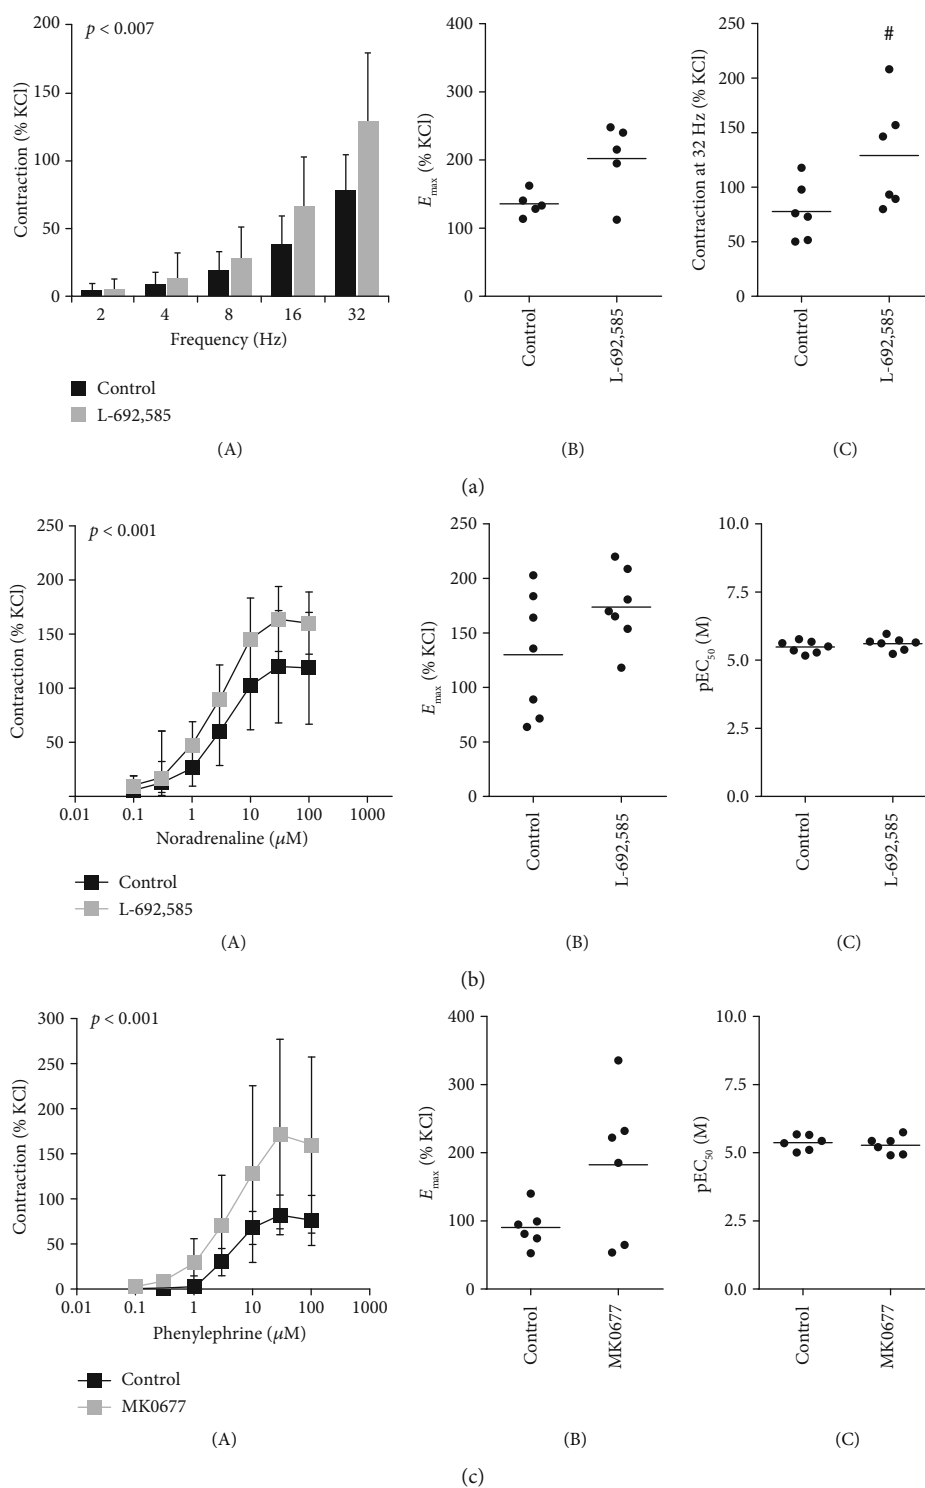 p < 0.007
Contraction (% KCl)
200
150
100
50
0
2 4 8 16 32
Frequency (Hz)
Control
L-692,585
(A)
E_max (% KCl)
400
300
200
100
0
Control
L-692,585
(B)
Contraction at 32 Hz (% KCl)
250
200
150
100
50
0
#
Control
L-692,585
(C)
(a)
p < 0.001
Contraction (% KCl)
250
200
150
100
50
0.01 0.1 1 10 100 1000
Noradrenaline (μM)
Control
L-692,585
(A)
E_max (% KCl)
250
200
150
100
50
0
Control
L-692,585
(B)
pEC_50 (M)
10.0
7.5
5.0
2.5
0.0
Control
L-692,585
(C)
(b)
p < 0.001
Contraction (% KCl)
300
250
200
150
100
50
0
0.01 0.1 1 10 100 1000
Phenylephrine (μM)
Control
MK0677
(A)
E_max (% KCl)
400
300
200
100
0
Control
MK0677
(B)
pEC_50 (M)
10.0
7.5
5.0
2.5
0.0
Control
MK0677
(C)
(c)